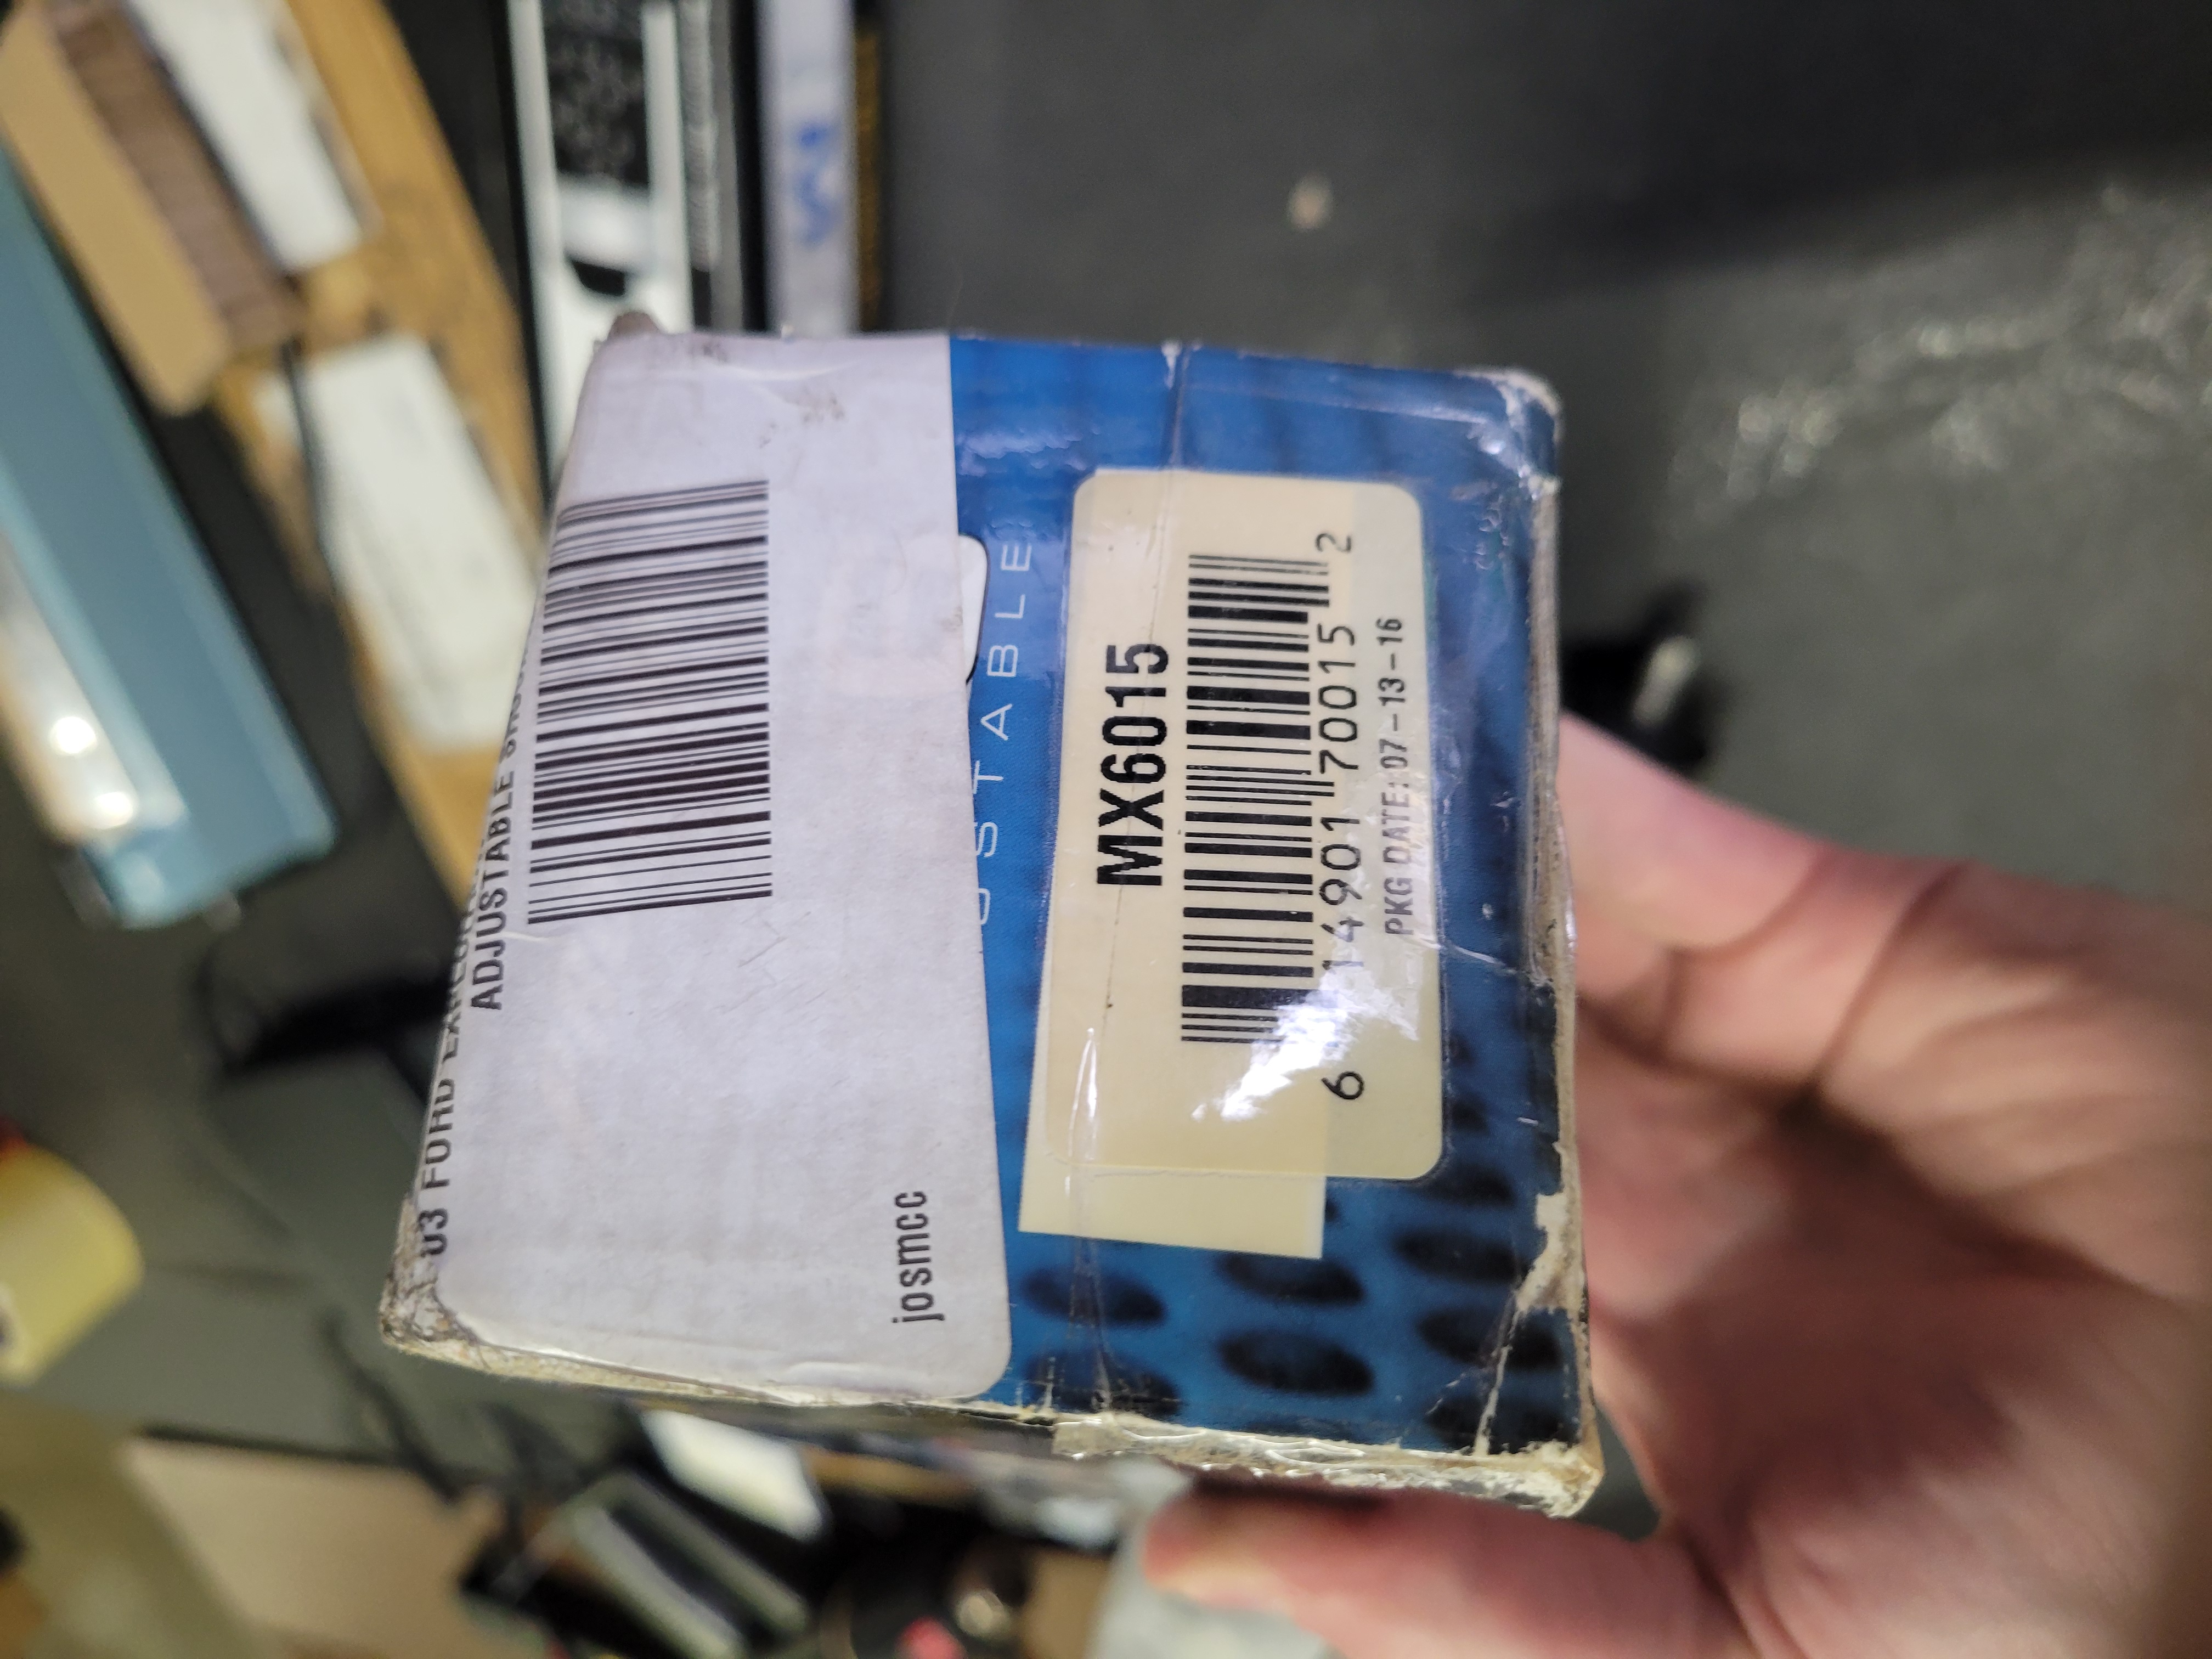 03 FORD
ADJUSTABLE
josmcc
USTABLE
MX6015
6 14901 70015 2
PKG DATE: 07-13-16